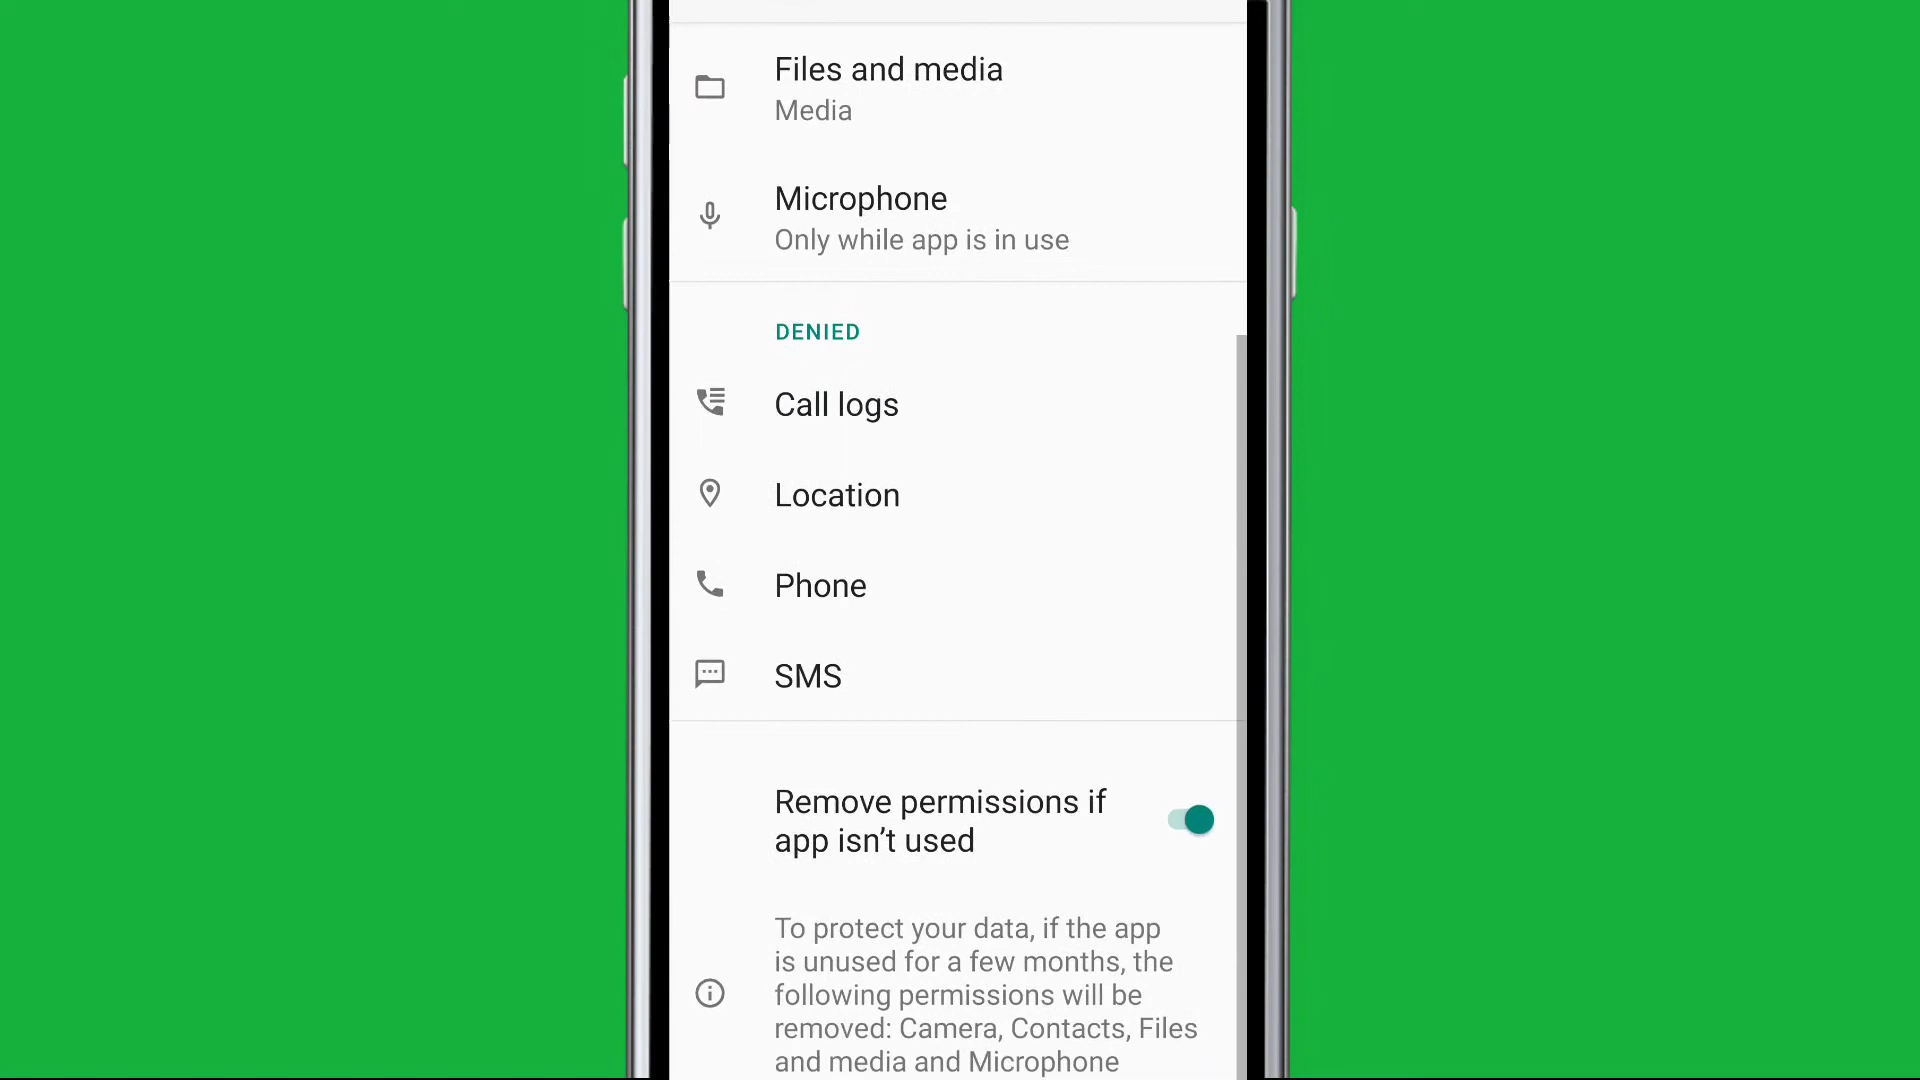 Files and media
Media
Microphone
Only while app is in use
DENIED
Call logs
Location
Phone
SMS
Remove permissions if
app isn’t used
To protect your data, if the app
is unused for a few months, the
following permissions will be
removed: Camera, Contacts, Files
and media and Microphone